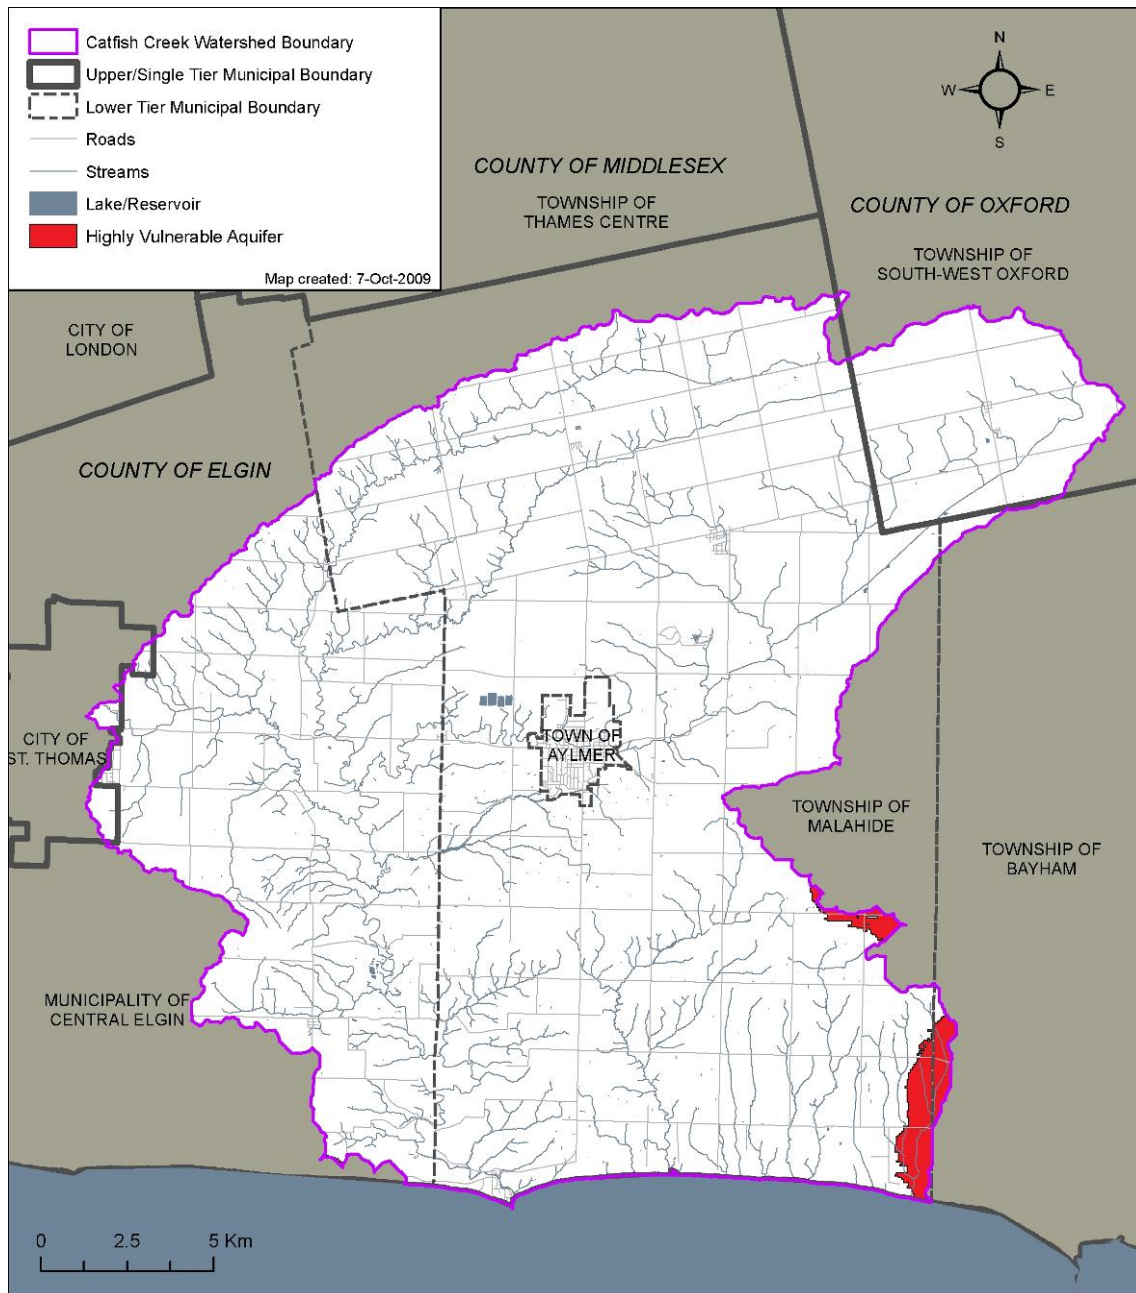 Catfish Creek Watershed Boundary
Upper/Single Tier Municipal Boundary
Lower Tier Municipal Boundary
Roads
Streams
Lake/Reservoir
Highly Vulnerable Aquifer
Map created: 7-Oct-2009
N
W
E
S
COUNTY OF MIDDLESEX
TOWNSHIP OF
THAMES CENTRE
COUNTY OF OXFORD
TOWNSHIP OF
SOUTH-WEST OXFORD
CITY OF
LONDON
COUNTY OF ELGIN
CITY OF
ST. THOMAS
TOWN OF
AYLMER
TOWNSHIP OF
MALAHIDE
TOWNSHIP OF
BAYHAM
MUNICIPALITY OF
CENTRAL ELGIN
0 2.5 5 Km